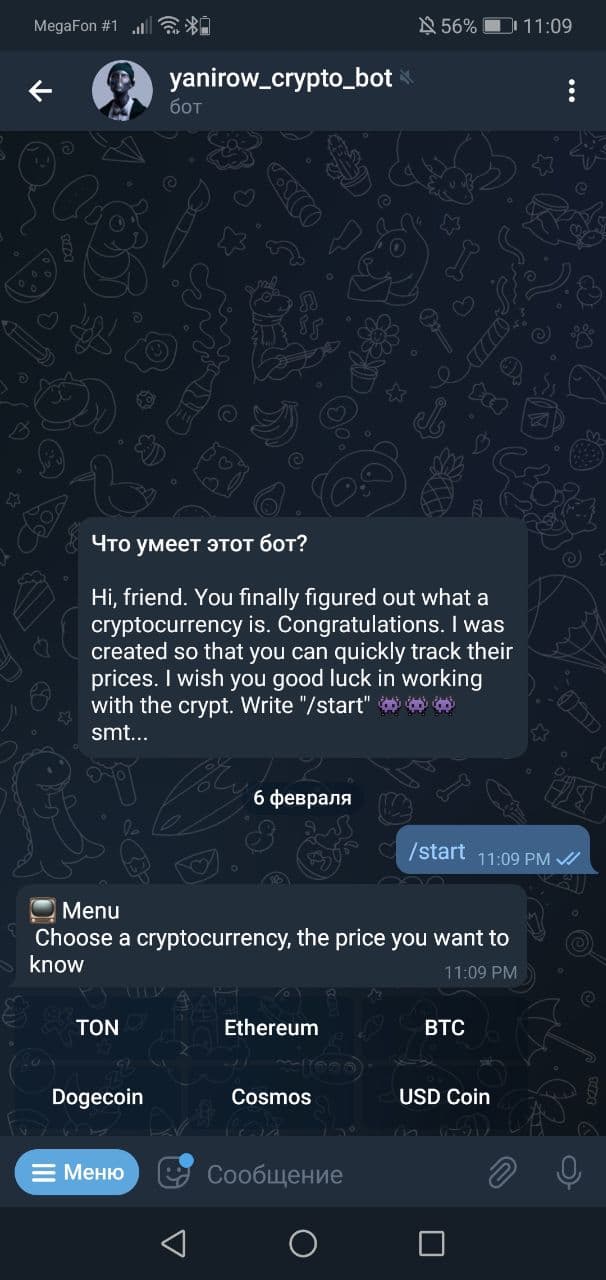 MegaFon #1 56% 11:09
yanirow_crypto_bot
бот
Что умеет этот бот?
Hi, friend. You finally figured out what a
cryptocurrency is. Congratulations. I was
created so that you can quickly track their
prices. I wish you good luck in working
with the crypt. Write "/start" 👾👾👾
smt...
6 февраля
/start 11:09 PM
📺 Menu
Choose a cryptocurrency, the price you want to
know 11:09 PM
TON Ethereum BTC
Dogecoin Cosmos USD Coin
Меню Сообщение